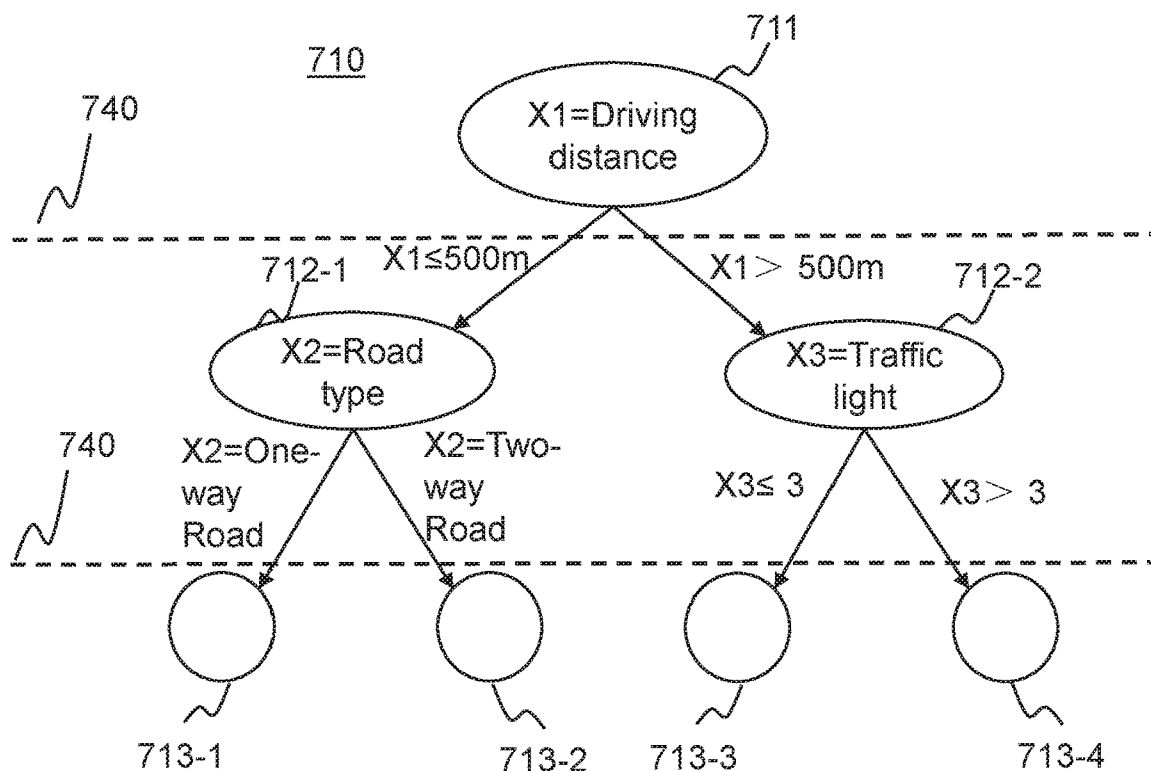 711
710
740
X1=Driving
distance
X1≤500m
X1> 500m
712-1
712-2
X2=Road
type
X3=Traffic
light
740
X2=One-
way
Road
X2=Two-
way
Road
X3≤ 3
X3> 3
713-1
713-2
713-3
713-4